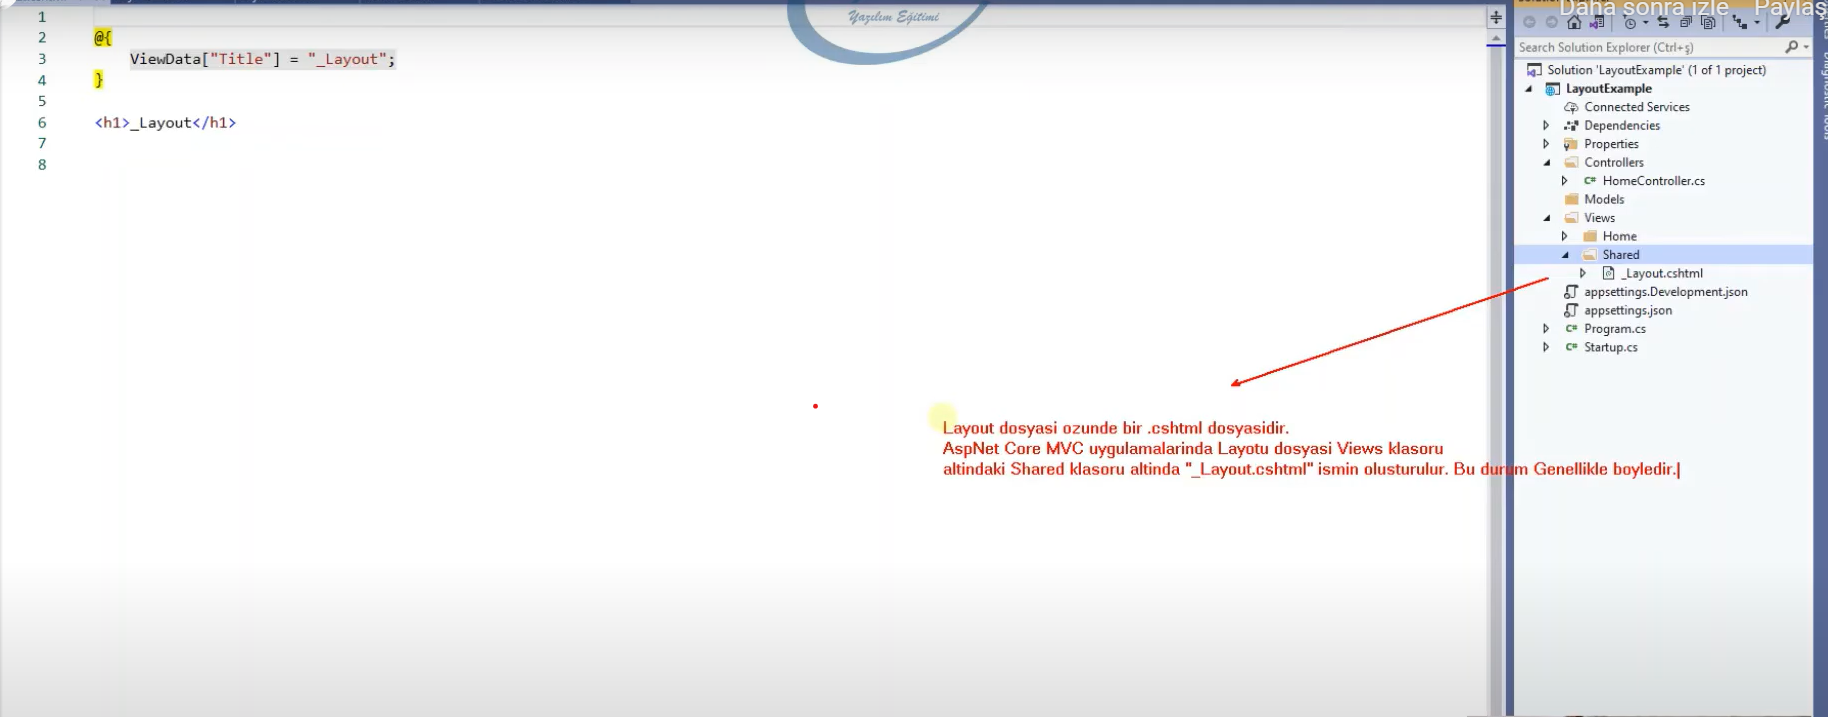 Daha sonra izle Paylaş
Yazılım Eğitimi
1
2 @{
3 ViewData["Title"] = "_Layout";
4 }
5
6 <h1>_Layout</h1>
7
8
Search Solution Explorer (Ctrl+ş)
Solution 'LayoutExample' (1 of 1 project)
LayoutExample
Connected Services
Dependencies
Properties
Controllers
C# HomeController.cs
Models
Views
Home
Shared
_Layout.cshtml
appsettings.Development.json
appsettings.json
C# Program.cs
C# Startup.cs
Layout dosyasi ozunde bir .cshtml dosyasidir.
AspNet Core MVC uygulamalarinda Layotu dosyasi Views klasoru
altindaki Shared klasoru altinda "_Layout.cshtml" ismin olusturulur. Bu durum Genellikle boyledir.
Diagnostic Tools